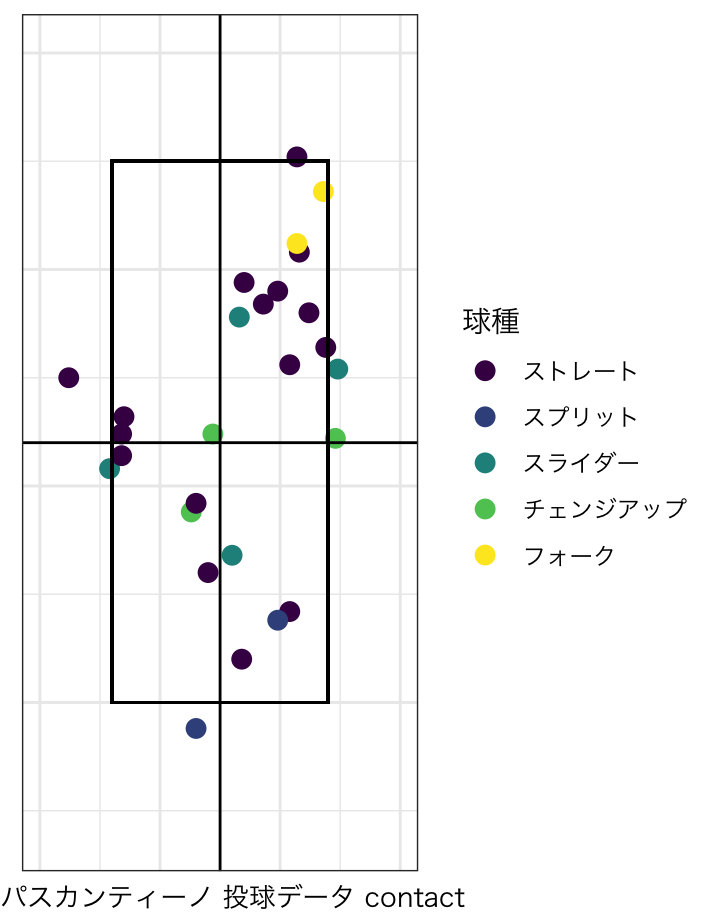 球種
ストレート
スプリット
スライダー
チェンジアップ
フォーク
パスカンティーノ 投球データ contact